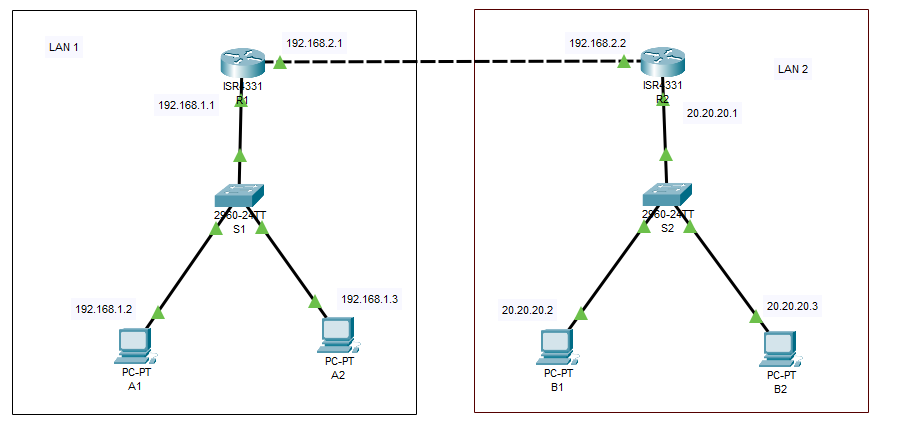 LAN 1
192.168.2.1
192.168.2.2
LAN 2
ISR4331
R1
ISR4331
R2
192.168.1.1
20.20.20.1
2960-24TT
S1
2960-24TT
S2
192.168.1.2
192.168.1.3
20.20.20.2
20.20.20.3
PC-PT
A1
PC-PT
A2
PC-PT
B1
PC-PT
B2